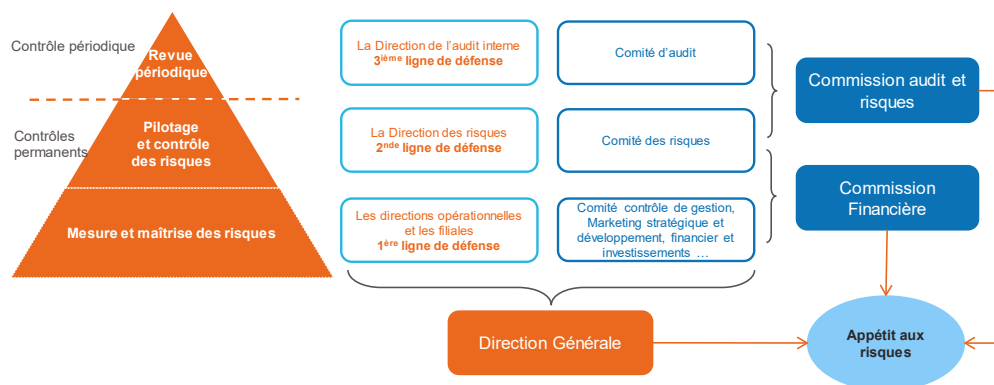 Contrôle périodique
Revue
périodique
Contrôles
permanents
Pilotage
et contrôle
des risques
Mesure et maîtrise des risques
La Direction de l'audit interne
3ième ligne de défense
Comité d'audit
La Direction des risques
2nde ligne de défense
Comité des risques
Les directions opérationnelles
et les filiales
1ère ligne de défense
Comité contrôle de gestion,
Marketing stratégique et
développement, financier et
investissements …
Commission audit et
risques
Commission
Financière
Direction Générale
Appétit aux
risques